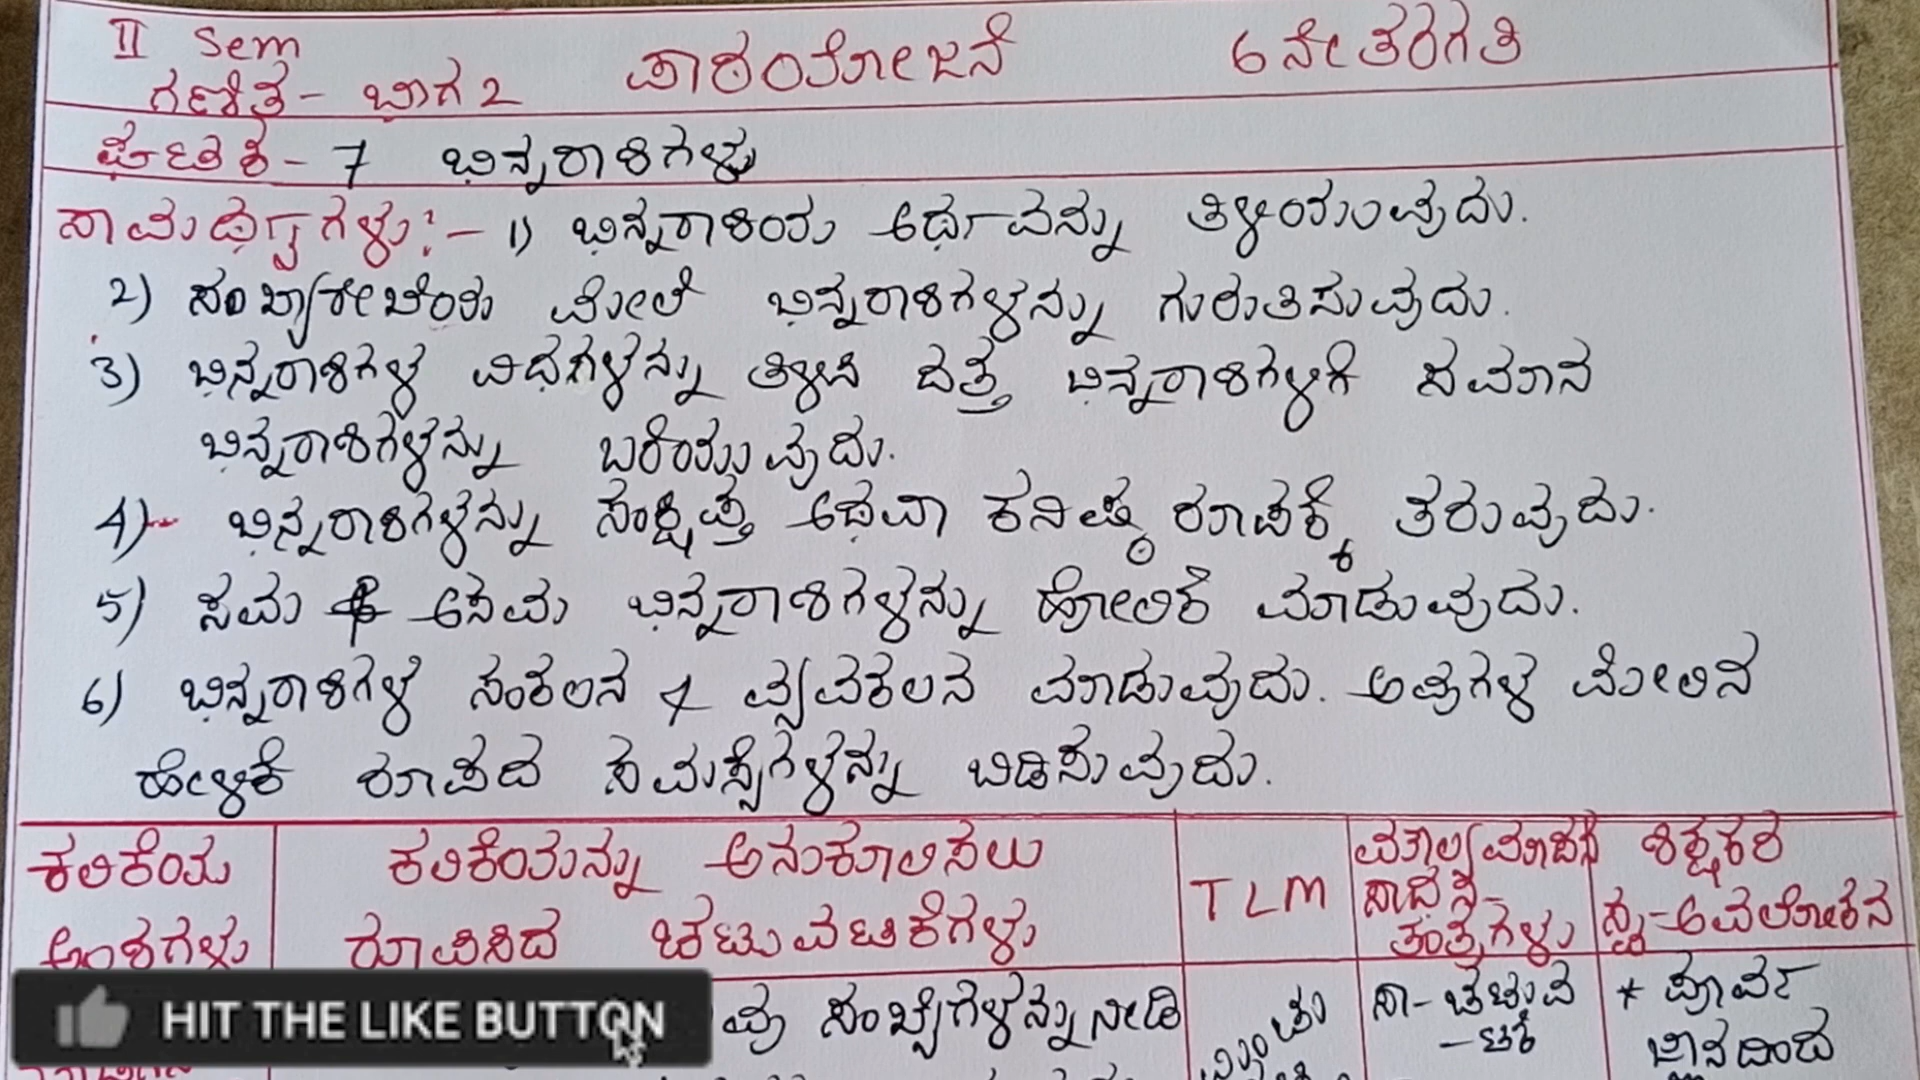 II Sem
ಗಣಿತ - ಭಾಗ 2 ಪಾಠಯೋಜನೆ 6 ನೇ ತರಗತಿ
ಘಟಕ - 7 ಭಿನ್ನರಾಶಿಗಳು
ಸಾಮರ್ಥ್ಯಗಳು :- 1) ಭಿನ್ನರಾಶಿಯ ಅರ್ಥವನ್ನು ತಿಳಿಯುವುದು.
2) ಸಂಖ್ಯಾರೇಖೆಯ ಮೇಲೆ ಭಿನ್ನರಾಶಿಗಳನ್ನು ಗುರುತಿಸುವುದು.
3) ಭಿನ್ನರಾಶಿಗಳ ವಿಧಗಳನ್ನು ತಿಳಿದು ದತ್ತ ಭಿನ್ನರಾಶಿಗಳಿಗೆ ಸಮಾನ
ಭಿನ್ನರಾಶಿಗಳನ್ನು ಬರೆಯುವುದು.
4) ಭಿನ್ನರಾಶಿಗಳನ್ನು ಸಂಕ್ಷಿಪ್ತ ಅಥವಾ ಕನಿಷ್ಠ ರೂಪಕ್ಕೆ ತರುವುದು.
5) ಸಮ & ಅಸಮ ಭಿನ್ನರಾಶಿಗಳನ್ನು ಹೋಲಿಕೆ ಮಾಡುವುದು.
6) ಭಿನ್ನರಾಶಿಗಳ ಸಂಕಲನ & ವ್ಯವಕಲನ ಮಾಡುವುದು. ಅವುಗಳ ಮೇಲಿನ
ಹೇಳಿಕೆ ರೂಪದ ಸಮಸ್ಯೆಗಳನ್ನು ಬಿಡಿಸುವುದು.
ಕಲಿಕೆಯ ಅಂಶಗಳು
ಕಲಿಕೆಯನ್ನು ಅನುಕೂಲಿಸಲು
ರೂಪಿಸಿದ ಚಟುವಟಿಕೆಗಳು
TLM
ಮೌಲ್ಯಮಾಪನ
ಸಾಧನ-
ತಂತ್ರಗಳು
ಶಿಕ್ಷಕರ
ಸ್ವ-ಅವಲೋಕನ
ಸಂಖ್ಯೆಗಳನ್ನು ನೀಡಿ
ಸಾ - ಚಟುವ
- ಟಿಕೆ
* ಪೂರ್ವ
ಜ್ಞಾನದಿಂದ
HIT THE LIKE BUTTON